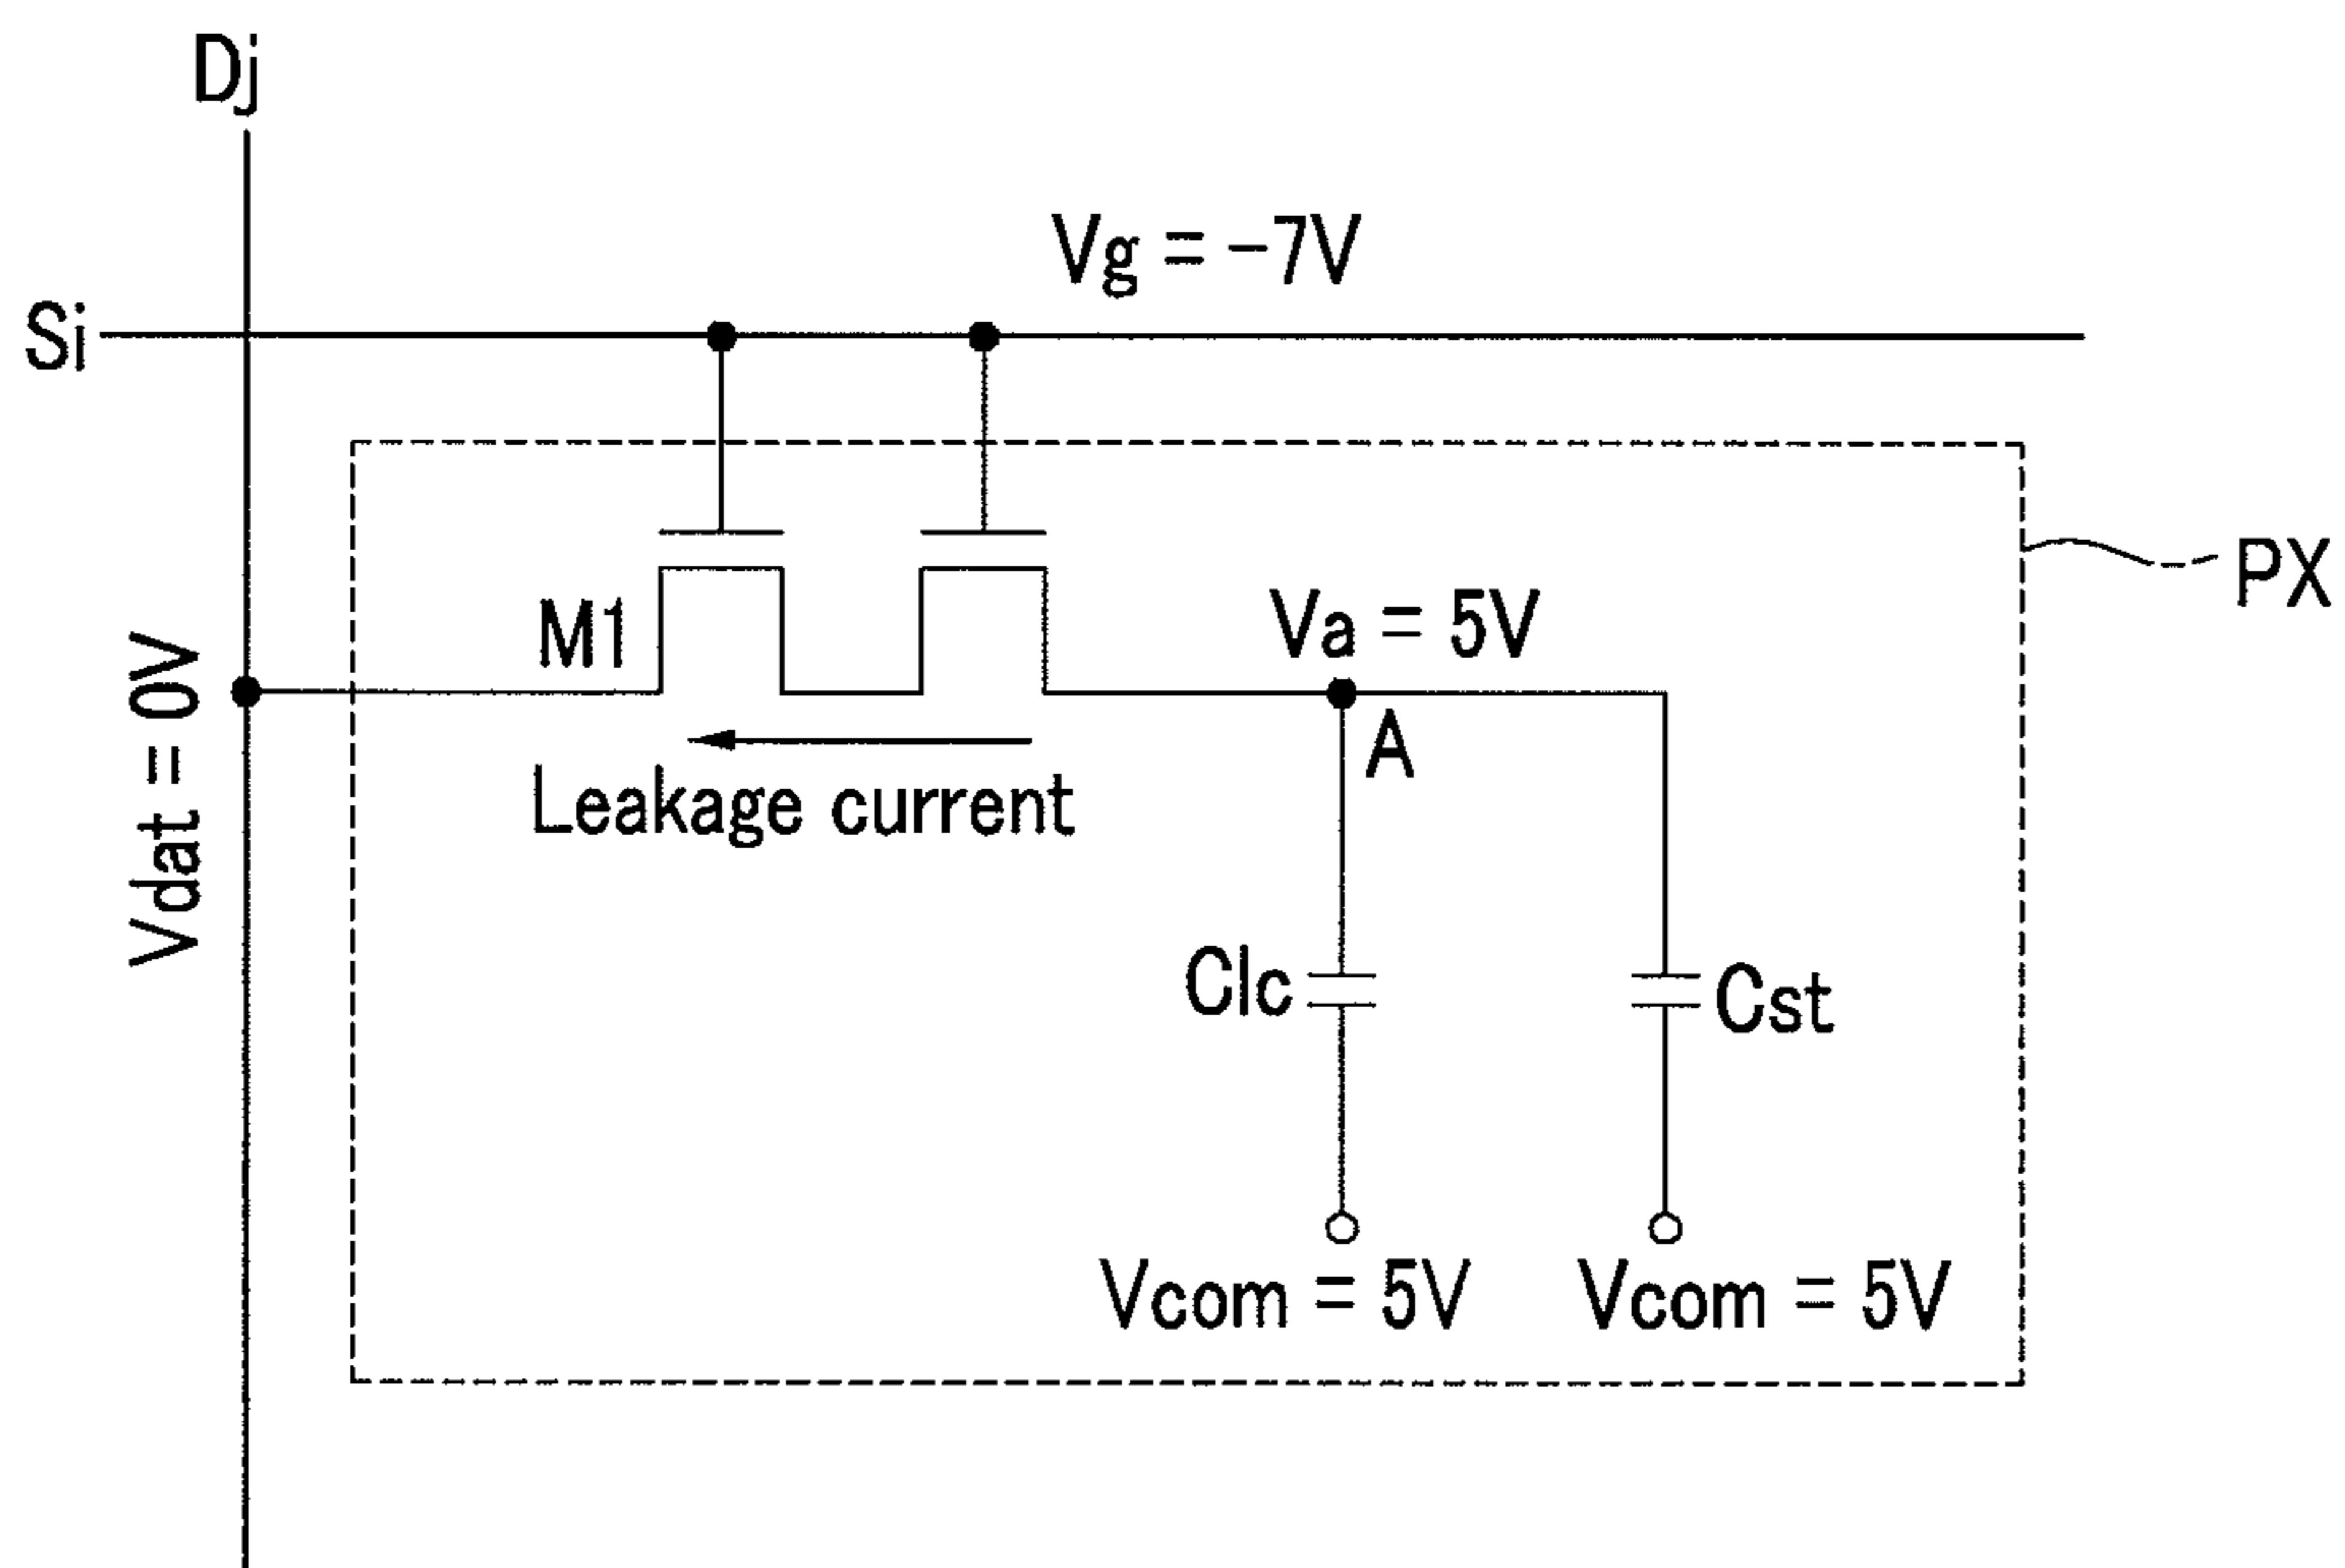 Dj
Vg = -7V
Si
PX
M1
Va = 5V
Vdat = 0V
A
Leakage current
Clc
Cst
Vcom = 5V
Vcom = 5V